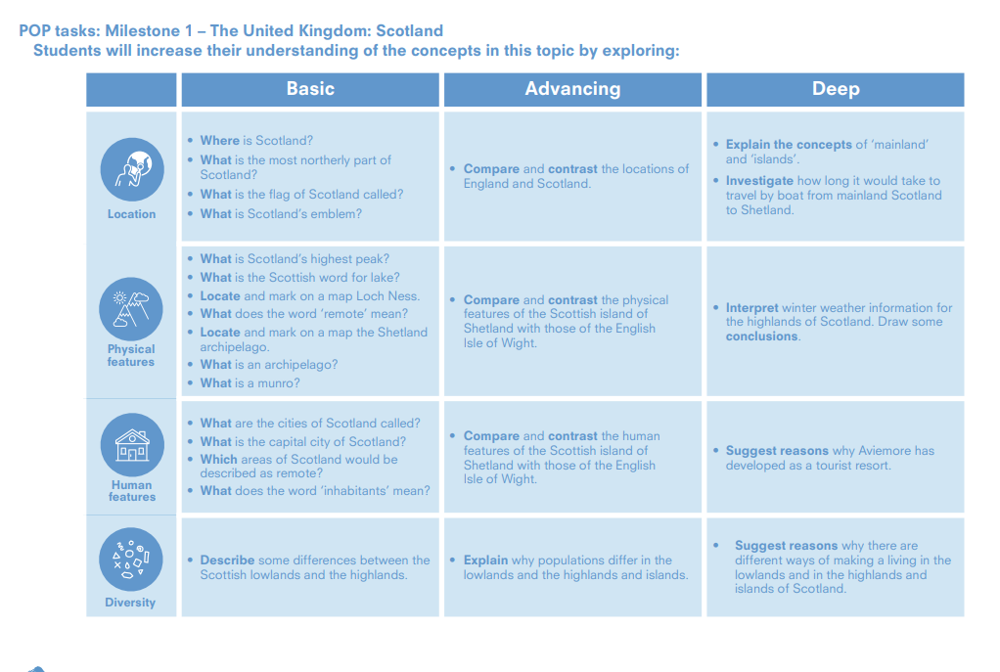 POP tasks: Milestone 1 – The United Kingdom: Scotland
Students will increase their understanding of the concepts in this topic by exploring:
Basic
Advancing
Deep
Location
• Where is Scotland?
• What is the most northerly part of
Scotland?
• What is the flag of Scotland called?
• What is Scotland's emblem?
• Compare and contrast the locations of
England and Scotland.
• Explain the concepts of 'mainland'
and 'islands'.
• Investigate how long it would take to
travel by boat from mainland Scotland
to Shetland.
Physical
features
• What is Scotland's highest peak?
• What is the Scottish word for lake?
• Locate and mark on a map Loch Ness.
• What does the word 'remote' mean?
• Locate and mark on a map the Shetland
archipelago.
• What is an archipelago?
• What is a munro?
• Compare and contrast the physical
features of the Scottish island of
Shetland with those of the English
Isle of Wight.
• Interpret winter weather information for
the highlands of Scotland. Draw some
conclusions.
Human
features
• What are the cities of Scotland called?
• What is the capital city of Scotland?
• Which areas of Scotland would be
described as remote?
• What does the word 'inhabitants' mean?
• Compare and contrast the human
features of the Scottish island of
Shetland with those of the English
Isle of Wight.
• Suggest reasons why Aviemore has
developed as a tourist resort.
Diversity
• Describe some differences between the
Scottish lowlands and the highlands.
• Explain why populations differ in the
lowlands and the highlands and islands.
• Suggest reasons why there are
different ways of making a living in the
lowlands and in the highlands and
islands of Scotland.